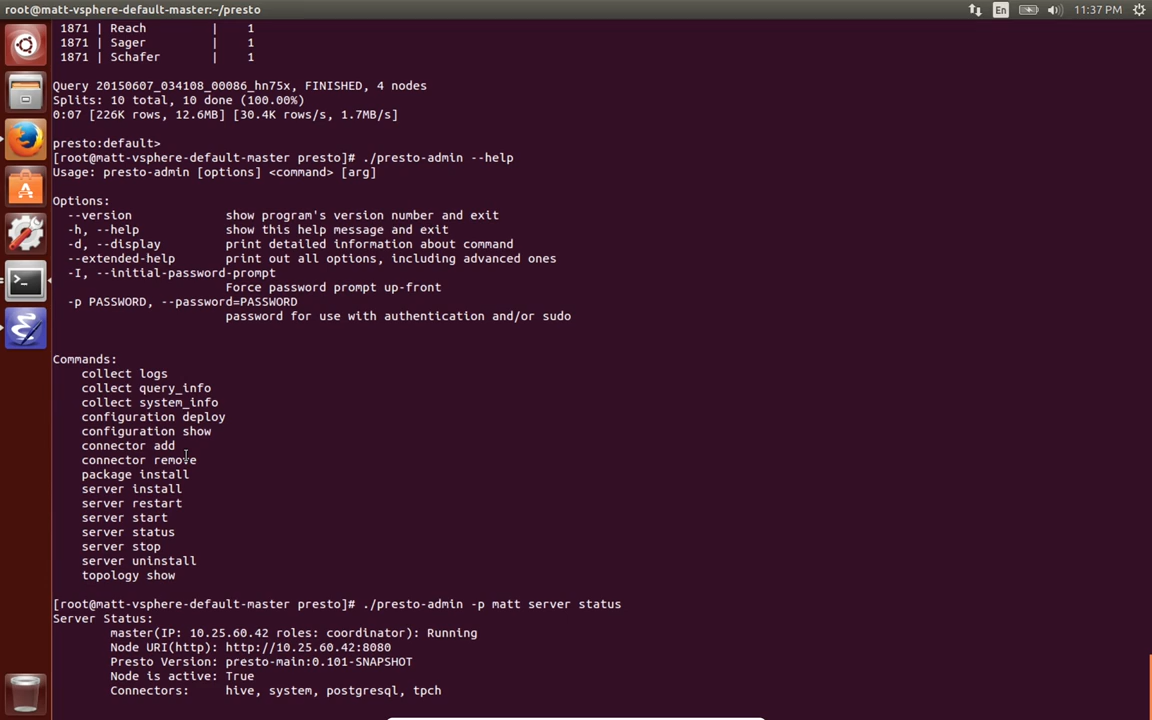 root@matt-vsphere-default-master:~/presto
En
11:37 PM
1871 | Reach | 1
1871 | Sager | 1
1871 | Schafer | 1
Query 20150607_034108_00086_hn75x, FINISHED, 4 nodes
Splits: 10 total, 10 done (100.00%)
0:07 [226K rows, 12.6MB] [30.4K rows/s, 1.7MB/s]
presto:default>
[root@matt-vsphere-default-master presto]# ./presto-admin --help
Usage: presto-admin [options] <command> [arg]
Options:
--version show program's version number and exit
-h, --help show this help message and exit
-d, --display print detailed information about command
--extended-help print out all options, including advanced ones
-I, --initial-password-prompt
Force password prompt up-front
-p PASSWORD, --password=PASSWORD
password for use with authentication and/or sudo
Commands:
collect logs
collect query_info
collect system_info
configuration deploy
configuration show
connector add
connector remove
package install
server install
server restart
server start
server status
server stop
server uninstall
topology show
[root@matt-vsphere-default-master presto]# ./presto-admin -p matt server status
Server Status:
master(IP: 10.25.60.42 roles: coordinator): Running
Node URI(http): http://10.25.60.42:8080
Presto Version: presto-main:0.101-SNAPSHOT
Node is active: True
Connectors: hive, system, postgresql, tpch